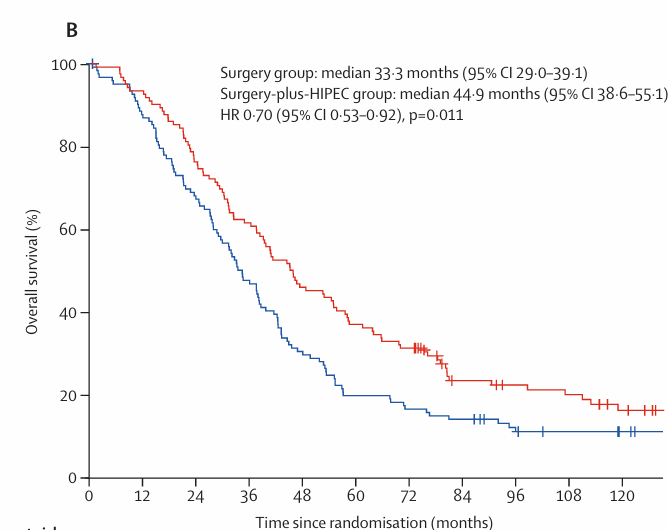 B
Surgery group: median 33·3 months (95% CI 29·0–39·1)
Surgery-plus-HIPEC group: median 44·9 months (95% CI 38·6–55·1)
HR 0·70 (95% CI 0·53–0·92), p=0·011
Overall survival (%)
100
80
60
40
20
0
0 12 24 36 48 60 72 84 96 108 120
Time since randomisation (months)